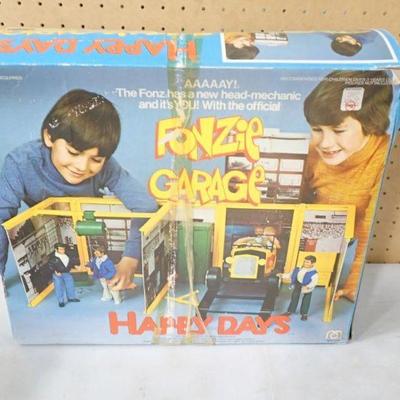 HAPPY DAYS
AAAAAY!
The Fonz has a new head-mechanic
and it's YOU! With the official
FONZie
GARAGE
HAPPY DAYS